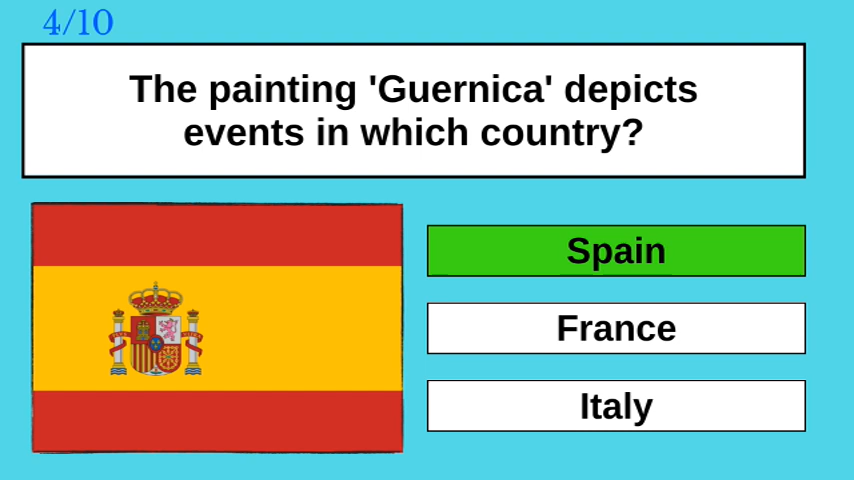 4/10
The painting 'Guernica' depicts
events in which country?
Spain
France
Italy